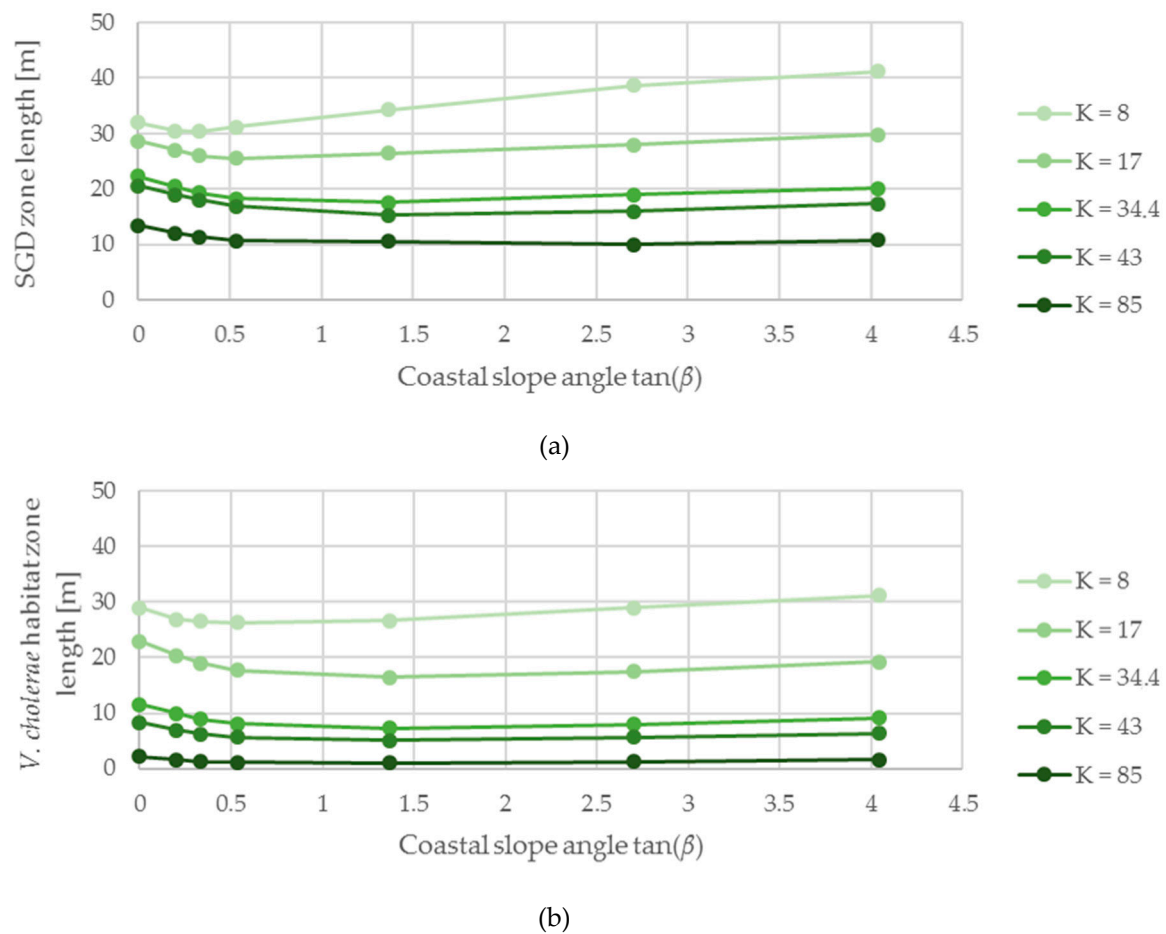 50
40
30
20
10
0
SGD zone length [m]
0 0.5 1 1.5 2 2.5 3 3.5 4 4.5
Coastal slope angle tan(β)
K = 8
K = 17
K = 34.4
K = 43
K = 85
(a)
50
40
30
20
10
0
V. cholerae habitat zone
length [m]
0 0.5 1 1.5 2 2.5 3 3.5 4 4.5
Coastal slope angle tan(β)
K = 8
K = 17
K = 34.4
K = 43
K = 85
(b)